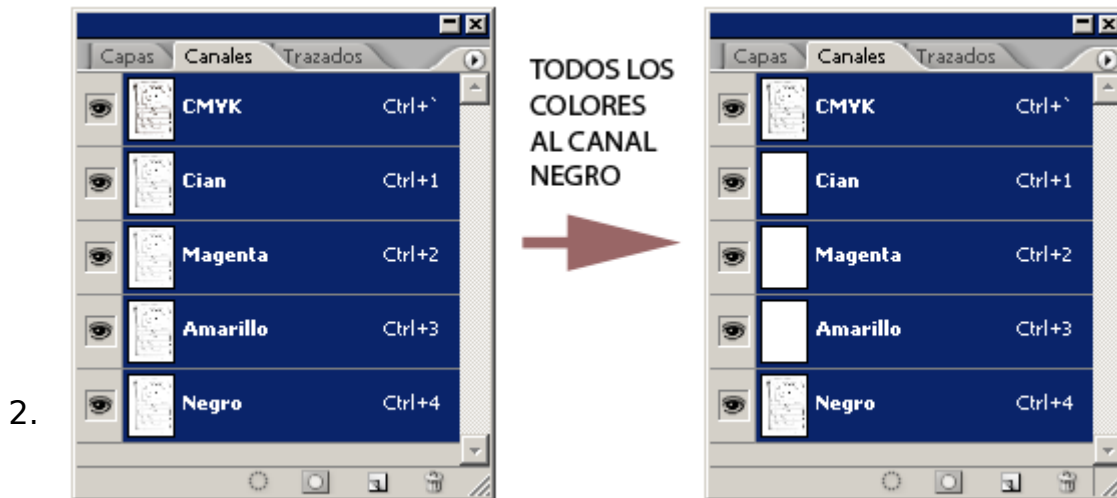 Capas Canales Trazados
CMYK Ctrl+`
Cian Ctrl+1
Magenta Ctrl+2
Amarillo Ctrl+3
2. Negro Ctrl+4
TODOS LOS
COLORES
AL CANAL
NEGRO
Capas Canales Trazados
CMYK Ctrl+`
Cian Ctrl+1
Magenta Ctrl+2
Amarillo Ctrl+3
Negro Ctrl+4